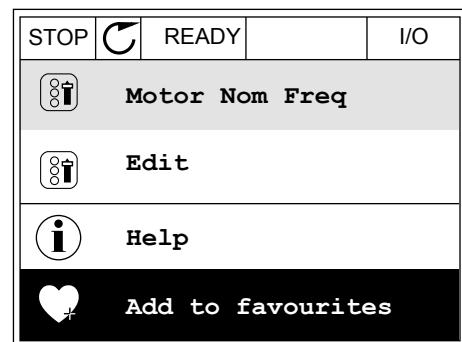 STOP READY I/O
Motor Nom Freq
Edit
Help
Add to favourites